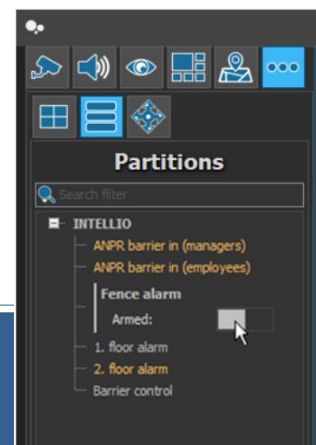 Partitions
Search filter
INTELLIO
ANPR barrier in (managers)
ANPR barrier in (employees)
Fence alarm
Armed:
1. floor alarm
2. floor alarm
Barrier control